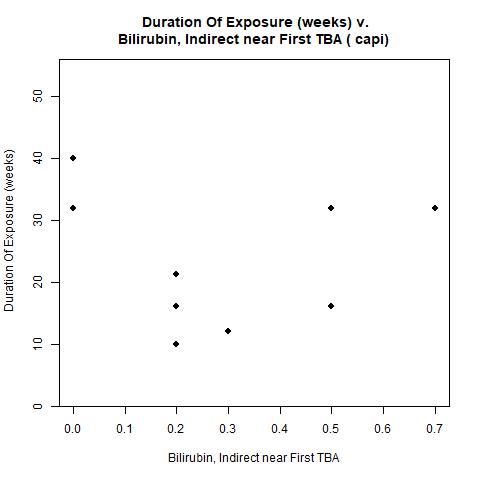 Duration Of Exposure (weeks) v.
Bilirubin, Indirect near First TBA ( capi)
Duration Of Exposure (weeks)
50
40
30
20
10
0
0.0 0.1 0.2 0.3 0.4 0.5 0.6 0.7
Bilirubin, Indirect near First TBA